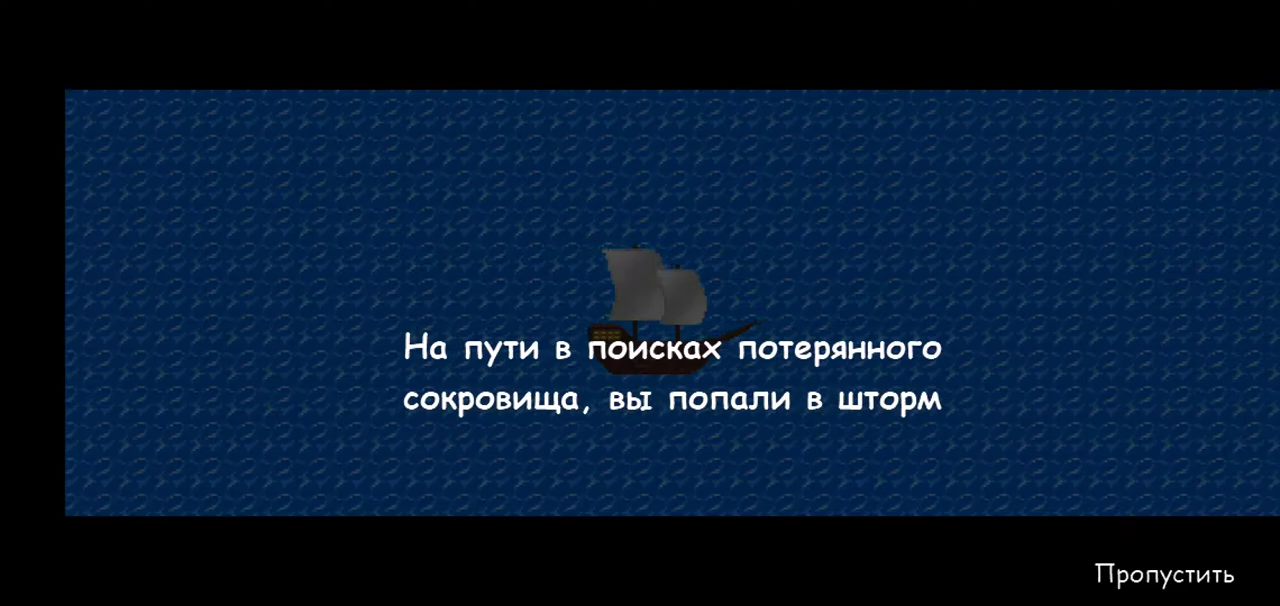 На пути в поисках потерянного
сокровища, вы попали в шторм
Пропустить